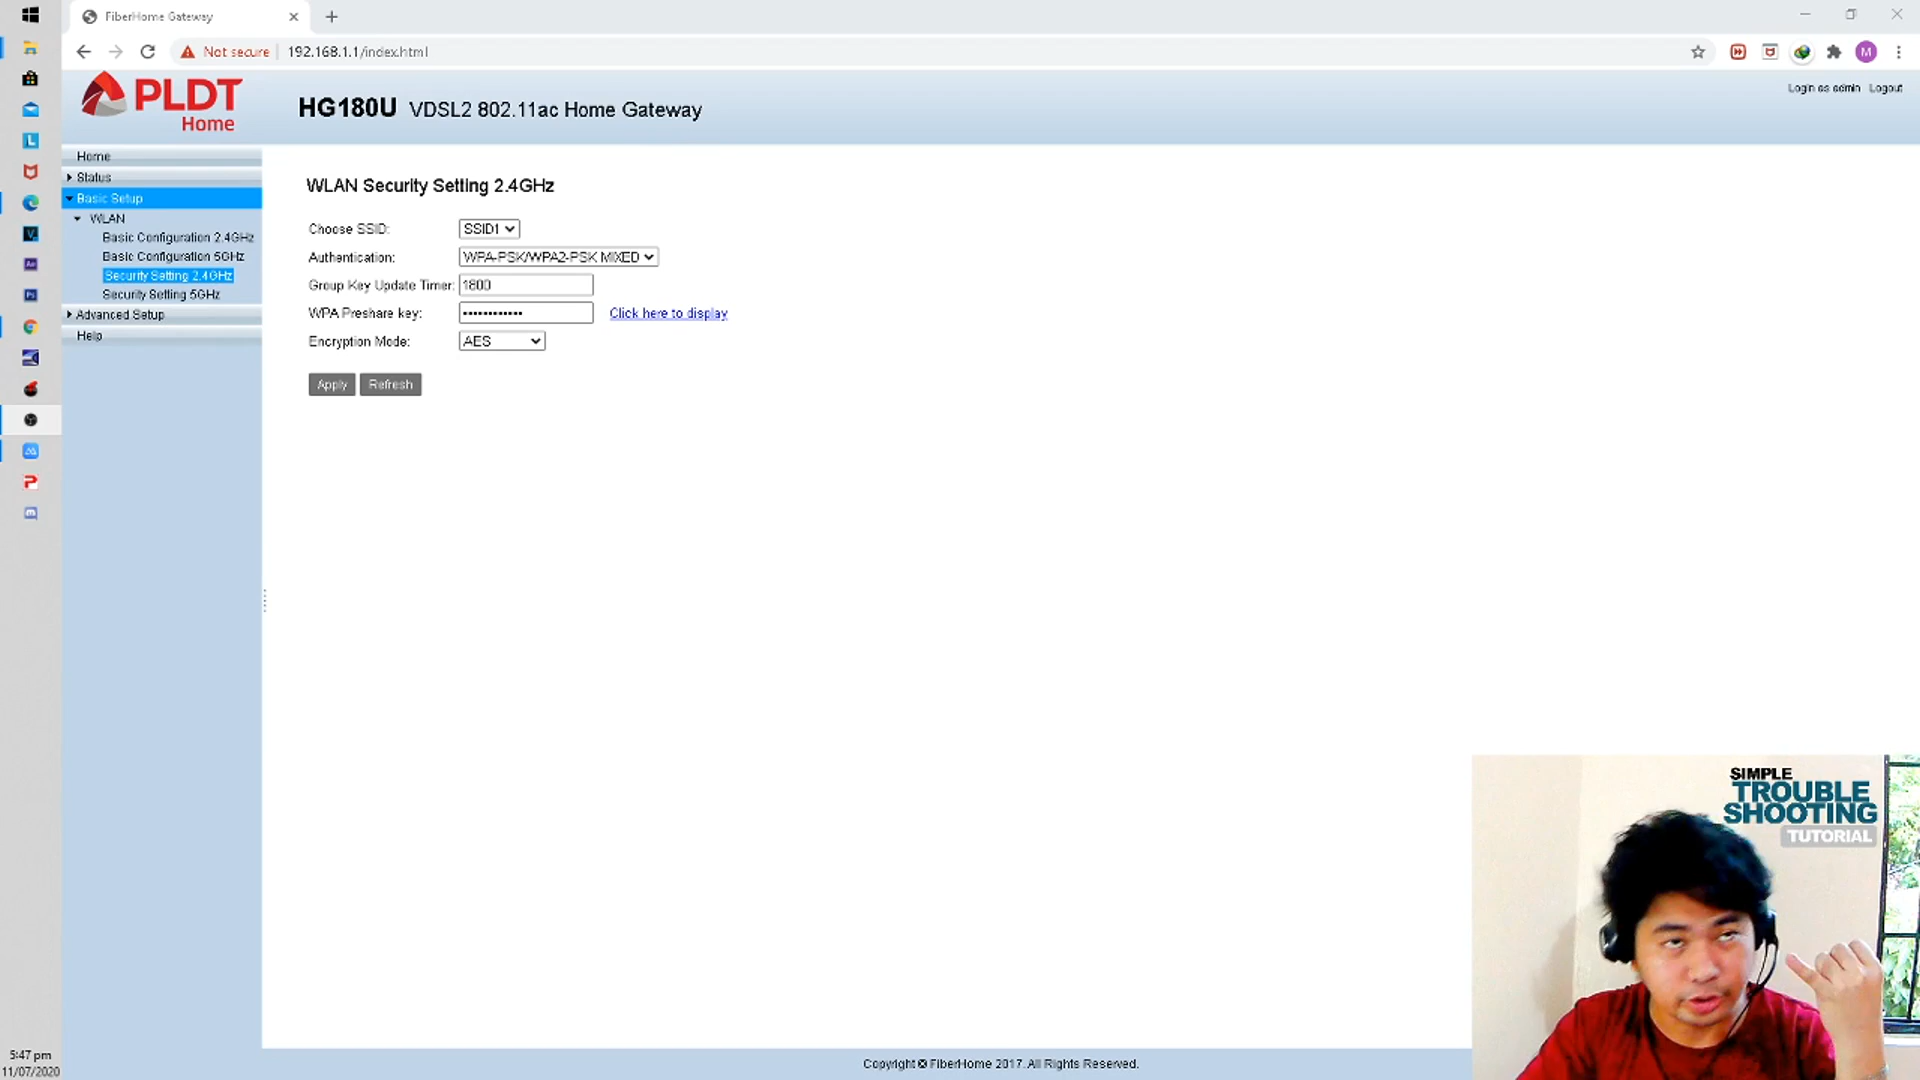 FiberHome Gateway
Not secure
192.168.1.1/index.html
M
PLDT
Home
HG180U VDSL2 802.11ac Home Gateway
Login as admin Logout
Home
Status
Basic Setup
WLAN
Basic Configuration 2.4GHz
Basic Configuration 5GHz
Security Setting 2.4GHz
Security Setting 5GHz
Advanced Setup
Help
WLAN Security Setting 2.4GHz
Choose SSID: SSID1
Authentication: WPA-PSK/WPA2-PSK MIXED
Group Key Update Timer: 1800
WPA Preshare key: •••••••••••• Click here to display
Encryption Mode: AES
Apply Refresh
SIMPLE
TROUBLE
SHOOTING
TUTORIAL
5:47 pm
11/07/2020
Copyright © FiberHome 2017. All Rights Reserved.